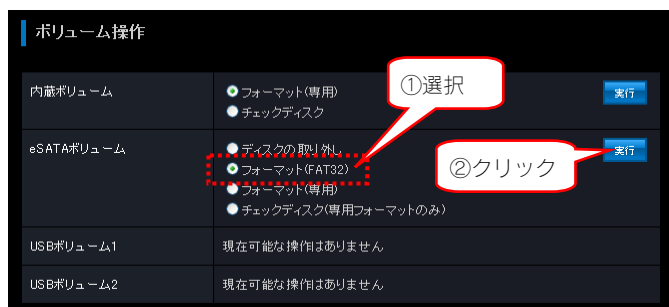 ボリューム操作
内蔵ボリューム
フォーマット(専用)
チェックディスク
実行
①選択
eSATAボリューム
ディスクの取り外し
フォーマット(FAT32)
フォーマット(専用)
チェックディスク(専用フォーマットのみ)
実行
②クリック
USBボリューム1
現在可能な操作はありません
USBボリューム2
現在可能な操作はありません